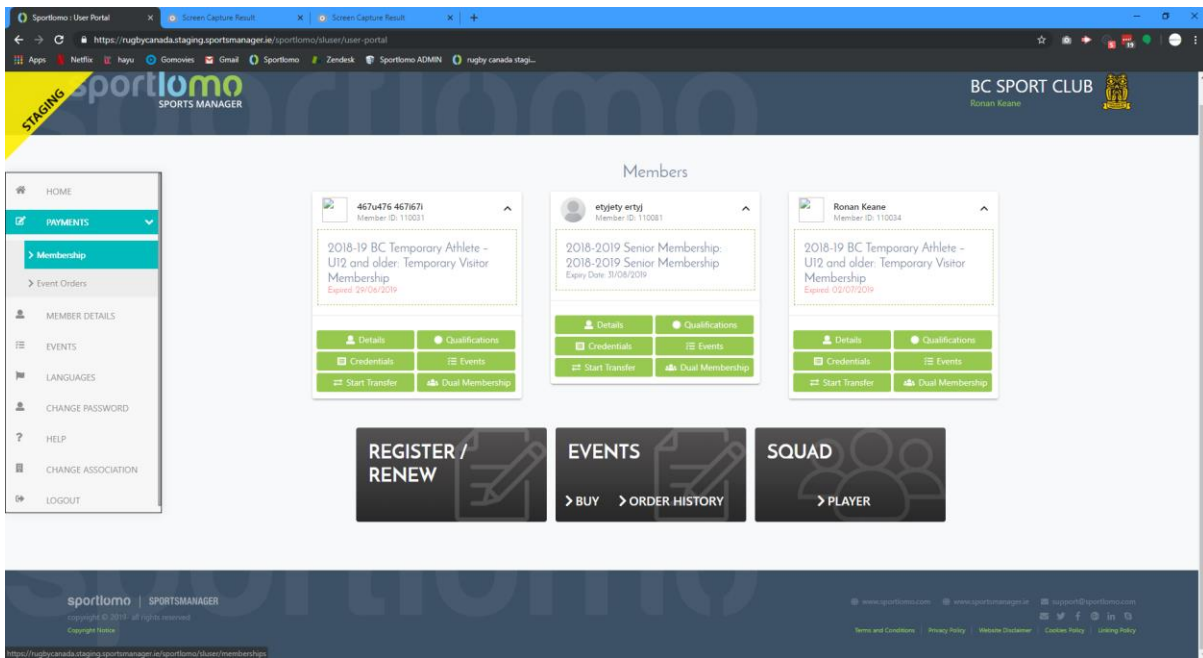 Sportlomo : User Portal
Screen Capture Result
Screen Capture Result
https://rugbycanada.staging.sportsmanager.ie/sportlomo/sluser/user-portal
Apps Netflix hayu Gomovies Gmail Sportlomo Zendesk Sportlomo ADMIN rugby canada stagi...
STAGING
sportlomo
SPORTS MANAGER
BC SPORT CLUB
Ronan Keane
HOME
PAYMENTS
> Membership
> Event Orders
MEMBER DETAILS
EVENTS
LANGUAGES
CHANGE PASSWORD
? HELP
CHANGE ASSOCIATION
LOGOUT
Members
467u476 467i67i
Member ID: 110031
2018-19 BC Temporary Athlete –
U12 and older: Temporary Visitor
Membership
Expired: 29/06/2019
Details Qualifications
Credentials Events
Start Transfer Dual Membership
etyjety ertyj
Member ID: 110081
2018-2019 Senior Membership:
2018-2019 Senior Membership
Expiry Date: 31/08/2019
Details Qualifications
Credentials Events
Start Transfer Dual Membership
Ronan Keane
Member ID: 110034
2018-19 BC Temporary Athlete –
U12 and older: Temporary Visitor
Membership
Expired: 02/07/2019
Details Qualifications
Credentials Events
Start Transfer Dual Membership
REGISTER /
RENEW
EVENTS
> BUY > ORDER HISTORY
SQUAD
> PLAYER
sportlomo | SPORTSMANAGER
copyright © 2019 all rights reserved
Copyright Notice
www.sportlomo.com www.sportsmanager.ie support@sportlomo.com
Terms and Conditions | Privacy Policy | Website Disclaimer | Cookies Policy | Linking Policy
https://rugbycanada.staging.sportsmanager.ie/sportlomo/sluser/memberships